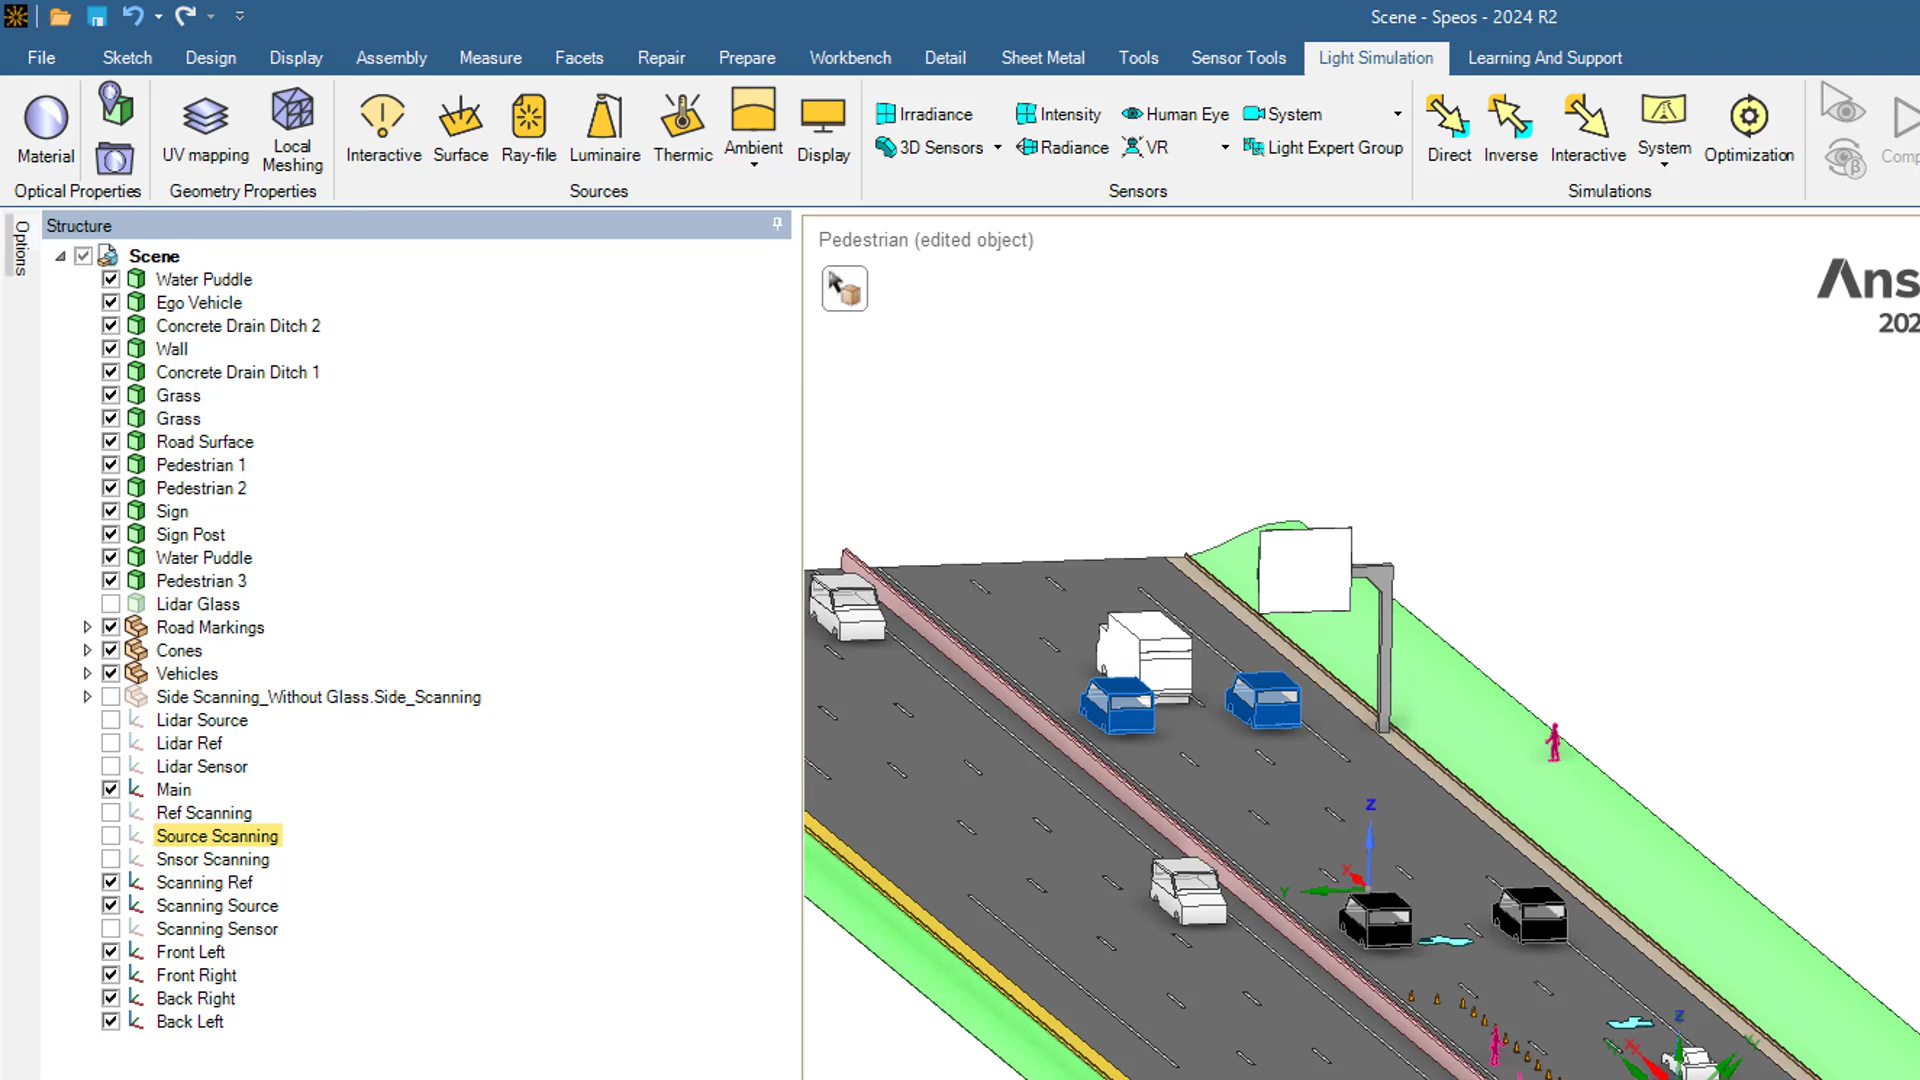 Scene - Speos - 2024 R2
File Sketch Design Display Assembly Measure Facets Repair Prepare Workbench Detail Sheet Metal Tools Sensor Tools Light Simulation Learning And Support
Material UV mapping Local Meshing Interactive Surface Ray-file Luminaire Thermic Ambient Display
Irradiance Intensity Human Eye System
3D Sensors Radiance VR Light Expert Group
Direct Inverse Interactive System Optimization
Optical Properties Geometry Properties Sources Sensors Simulations
Options
Structure
Scene
Water Puddle
Ego Vehicle
Concrete Drain Ditch 2
Wall
Concrete Drain Ditch 1
Grass
Grass
Road Surface
Pedestrian 1
Pedestrian 2
Sign
Sign Post
Water Puddle
Pedestrian 3
Lidar Glass
Road Markings
Cones
Vehicles
Side Scanning_Without Glass.Side_Scanning
Lidar Source
Lidar Ref
Lidar Sensor
Main
Ref Scanning
Source Scanning
Snsor Scanning
Scanning Ref
Scanning Source
Scanning Sensor
Front Left
Front Right
Back Right
Back Left
Pedestrian (edited object)
Ans
202
Z
X
Y
Z